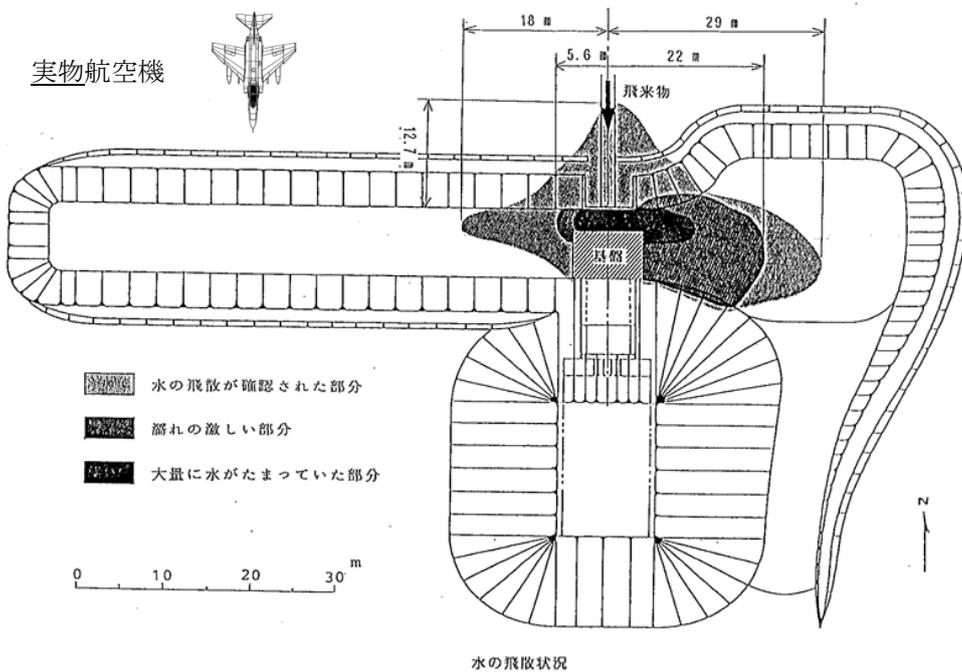 18 m
29 m
実物航空機
5.6 m
22 m
飛来物
12.7 m
基盤
水の飛散が確認された部分
濡れの激しい部分
大量に水がたまっていた部分
N
m
0 10 20 30
水の飛散状況